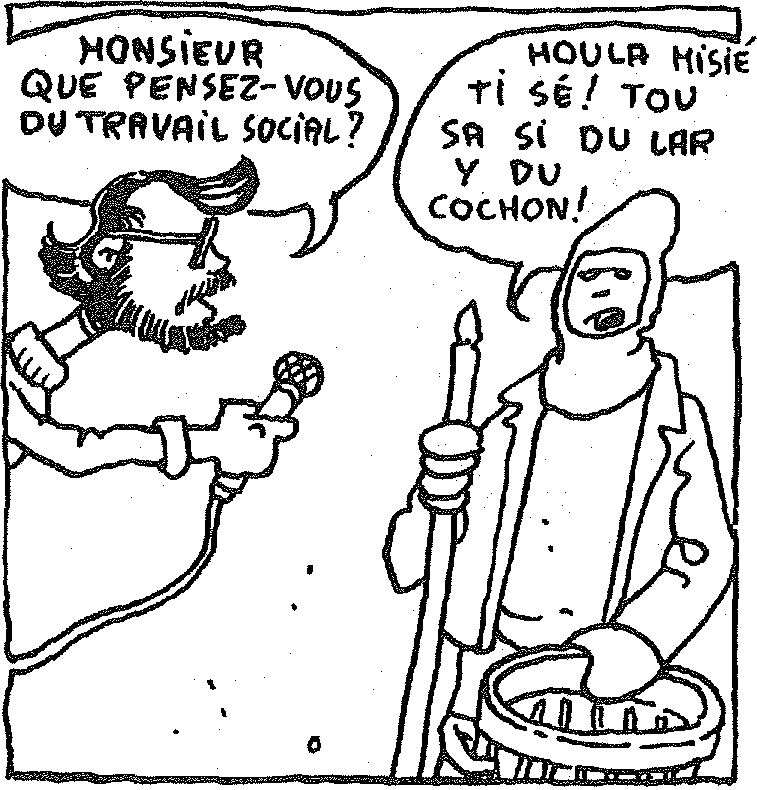 MONSIEUR
QUE PENSEZ-VOUS
DU TRAVAIL SOCIAL?
HOULA MISIÉ
TI SÉ! TOU
SA SI DU LAR
Y DU
COCHON!